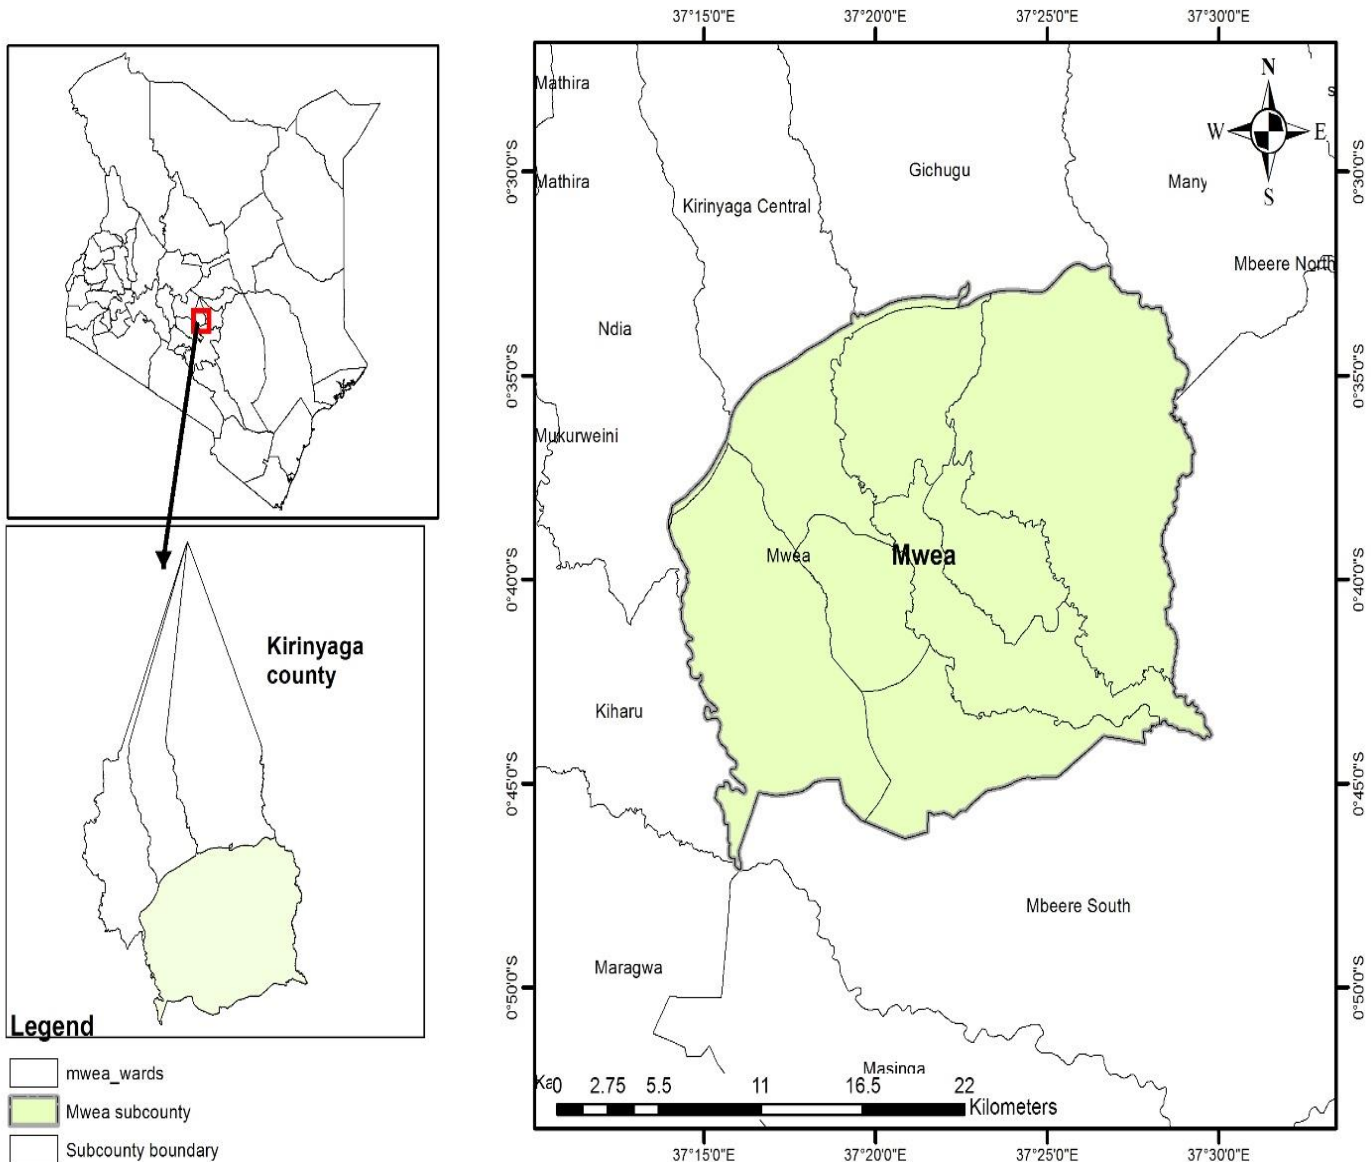 37°15'0"E 37°20'0"E 37°25'0"E 37°30'0"E
N
W E
S
Mathira
Mathira
Gichugu
Many
Kirinyaga Central
Mbeere North
Ndia
Mukurweini
Mwea
Mwea
Kiharu
Mbeere South
Maragwa
Masinga
Ka
0 2.75 5.5 11 16.5 22
Kilometers
0°30'0"S
0°35'0"S
0°40'0"S
0°45'0"S
0°50'0"S
0°30'0"S
0°35'0"S
0°40'0"S
0°45'0"S
0°50'0"S
37°15'0"E 37°20'0"E 37°25'0"E 37°30'0"E
Kirinyaga
county
Legend
mwea_wards
Mwea subcounty
Subcounty boundary